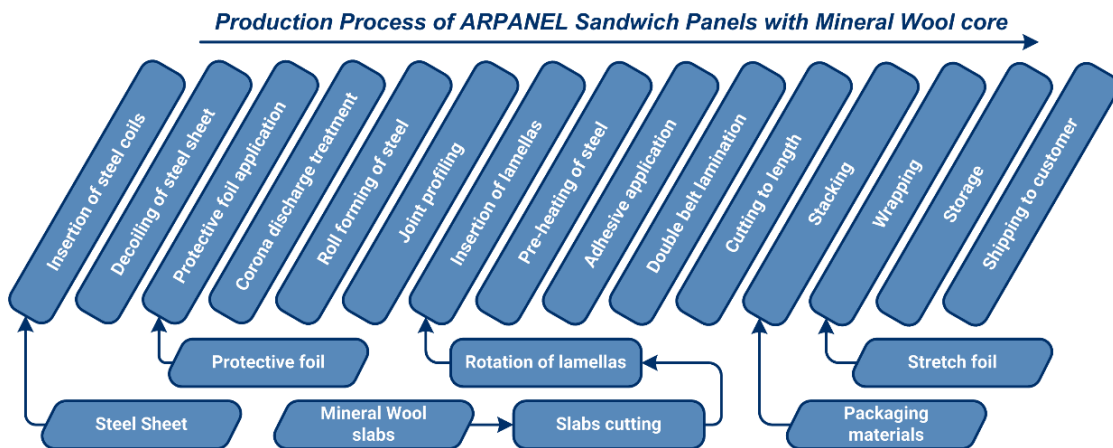 Production Process of ARPANEL Sandwich Panels with Mineral Wool core
Insertion of steel coils
Decoiling of steel sheet
Protective foil application
Corona discharge treatment
Roll forming of steel
Joint profiling
Insertion of lamellas
Pre-heating of steel
Adhesive application
Double belt lamination
Cutting to length
Stacking
Wrapping
Storage
Shipping to customer
Protective foil
Rotation of lamellas
Stretch foil
Steel Sheet
Mineral Wool
slabs
Slabs cutting
Packaging
materials